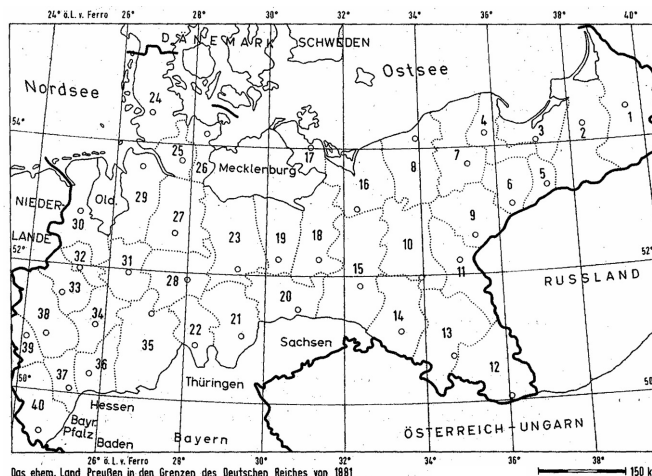 24° ö.L.v. Ferro 26° 28° 30° 32° 34° 36° 38° 40°
DÄNEMARK SCHWEDEN
Nordsee
Ostsee
24
54°
4 3 2 1
17
25 26
Mecklenburg
8 7
54°
29
16
6 5
NIEDER-
LANDE
Old.
30
27
9
52°
23 19 18
10
52°
32 31
11
RUSSLAND
28
15
33
20
34
14
38
35
22 21
13
39
Sachsen
36
12
50°
37
Thüringen
50°
Hessen
40
Bayr.
Pfalz
Baden
Bayern
ÖSTERREICH-UNGARN
26° ö.L.v. Ferro 28° 30° 32° 34° 36° 38°
Das ehem. Land Preußen in den Grenzen des Deutschen Reiches von 1881
150 k